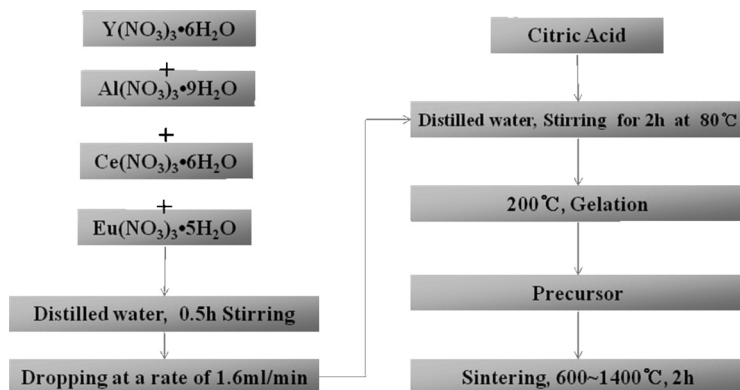 Y(NO₃)₃•6H₂O
+
Al(NO₃)₃•9H₂O
+
Ce(NO₃)₃•6H₂O
+
Eu(NO₃)₃•5H₂O
Distilled water, 0.5h Stirring
Dropping at a rate of 1.6ml/min
Citric Acid
Distilled water, Stirring for 2h at 80℃
200℃, Gelation
Precursor
Sintering, 600~1400℃, 2h